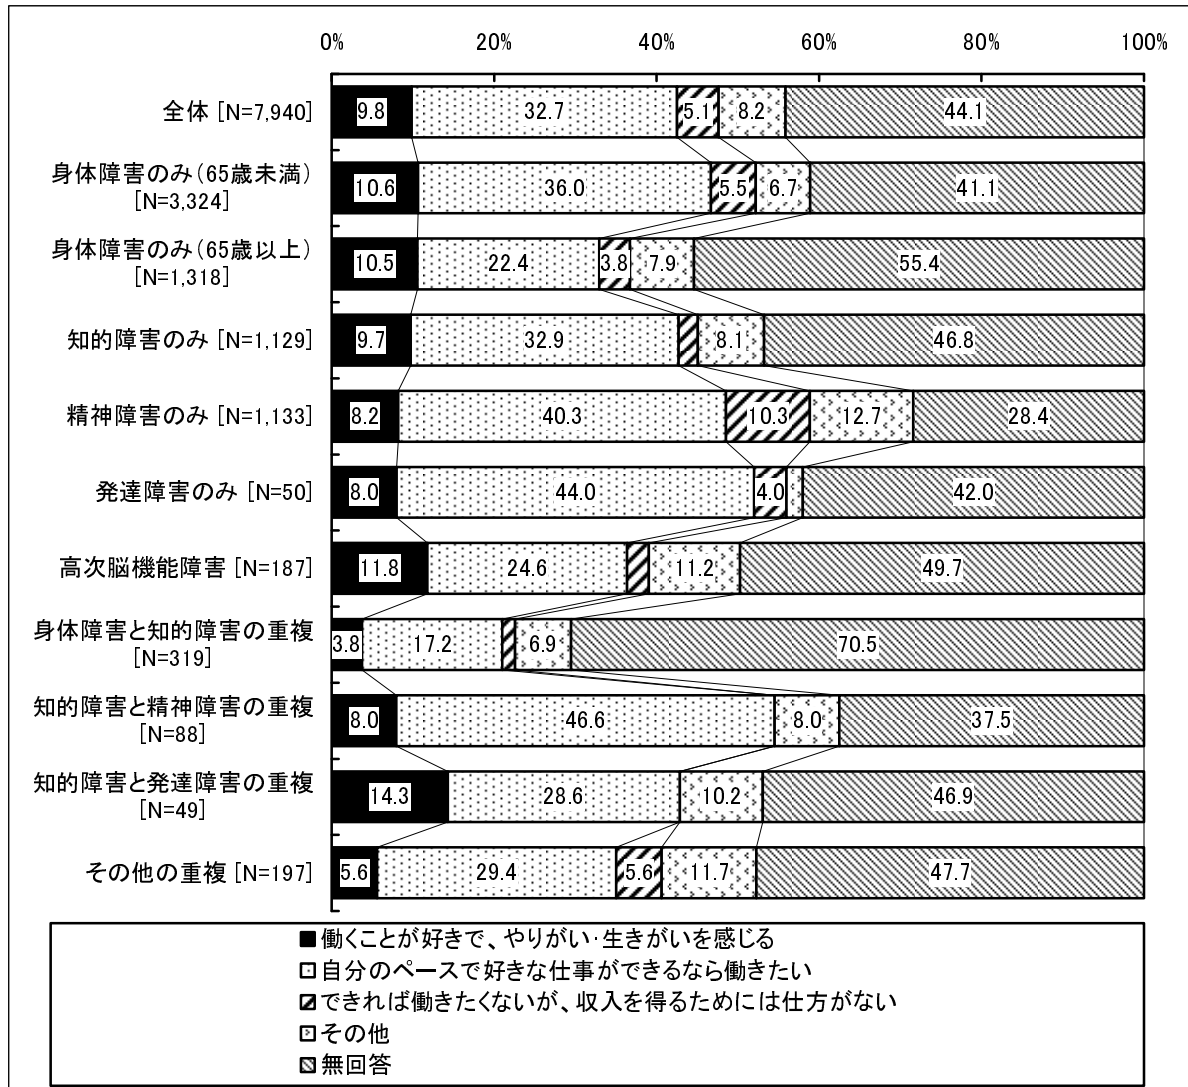 0% 20% 40% 60% 80% 100%
全体 [N=7,940] 9.8 32.7 5.1 8.2 44.1
身体障害のみ(65歳未満)
[N=3,324] 10.6 36.0 5.5 6.7 41.1
身体障害のみ(65歳以上)
[N=1,318] 10.5 22.4 3.8 7.9 55.4
知的障害のみ [N=1,129] 9.7 32.9 8.1 46.8
精神障害のみ [N=1,133] 8.2 40.3 10.3 12.7 28.4
発達障害のみ [N=50] 8.0 44.0 4.0 42.0
高次脳機能障害 [N=187] 11.8 24.6 11.2 49.7
身体障害と知的障害の重複
[N=319] 3.8 17.2 6.9 70.5
知的障害と精神障害の重複
[N=88] 8.0 46.6 8.0 37.5
知的障害と発達障害の重複
[N=49] 14.3 28.6 10.2 46.9
その他の重複 [N=197] 5.6 29.4 5.6 11.7 47.7
働くことが好きで、やりがい・生きがいを感じる
自分のペースで好きな仕事ができるなら働きたい
できれば働きたくないが、収入を得るためには仕方がない
その他
無回答